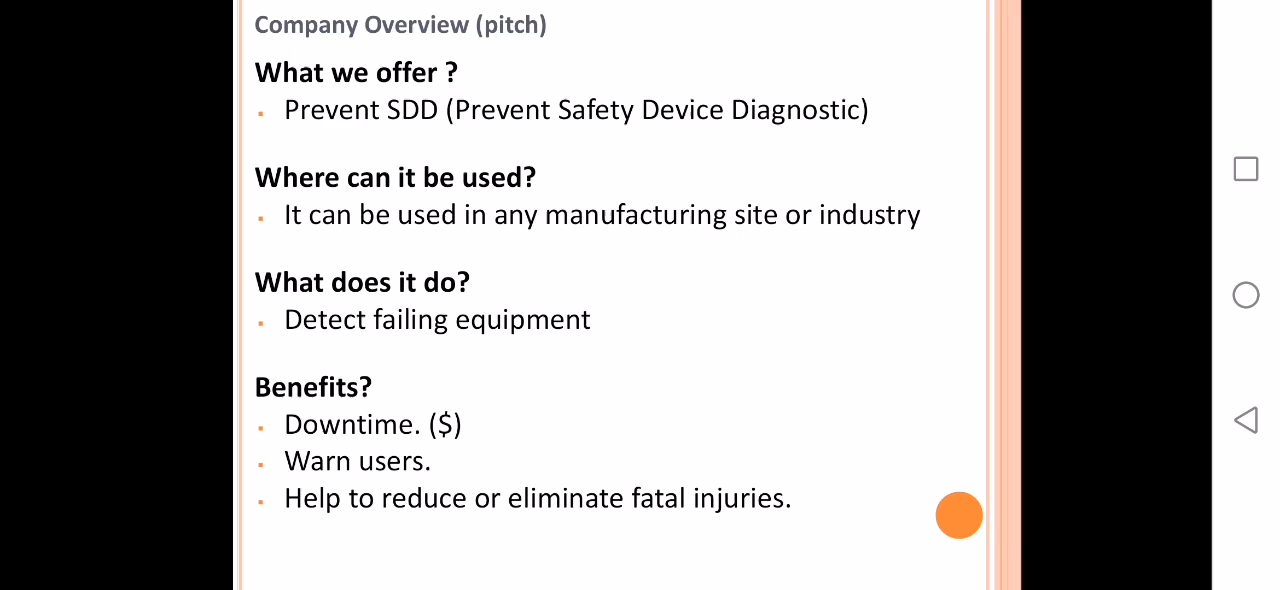 Company Overview (pitch)
What we offer ?
▪ Prevent SDD (Prevent Safety Device Diagnostic)
Where can it be used?
▪ It can be used in any manufacturing site or industry
What does it do?
▪ Detect failing equipment
Benefits?
▪ Downtime. ($)
▪ Warn users.
▪ Help to reduce or eliminate fatal injuries.